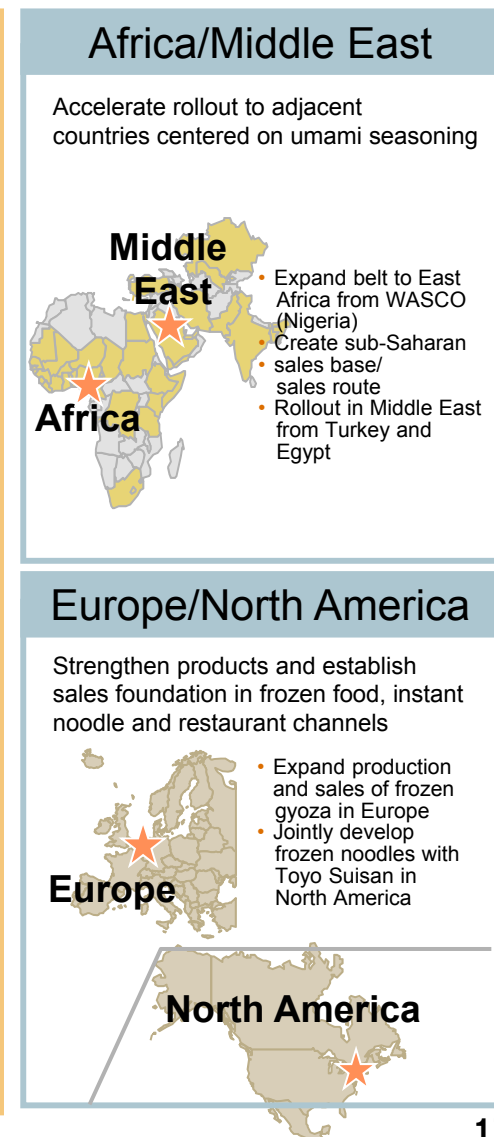 Africa/Middle East
Accelerate rollout to adjacent
countries centered on umami seasoning
Middle
East
Africa
• Expand belt to East
Africa from WASCO
(Nigeria)
• Create sub-Saharan
• sales base/
sales route
• Rollout in Middle East
from Turkey and
Egypt
Europe/North America
Strengthen products and establish
sales foundation in frozen food, instant
noodle and restaurant channels
Europe
• Expand production
and sales of frozen
gyoza in Europe
• Jointly develop
frozen noodles with
Toyo Suisan in
North America
North America
1